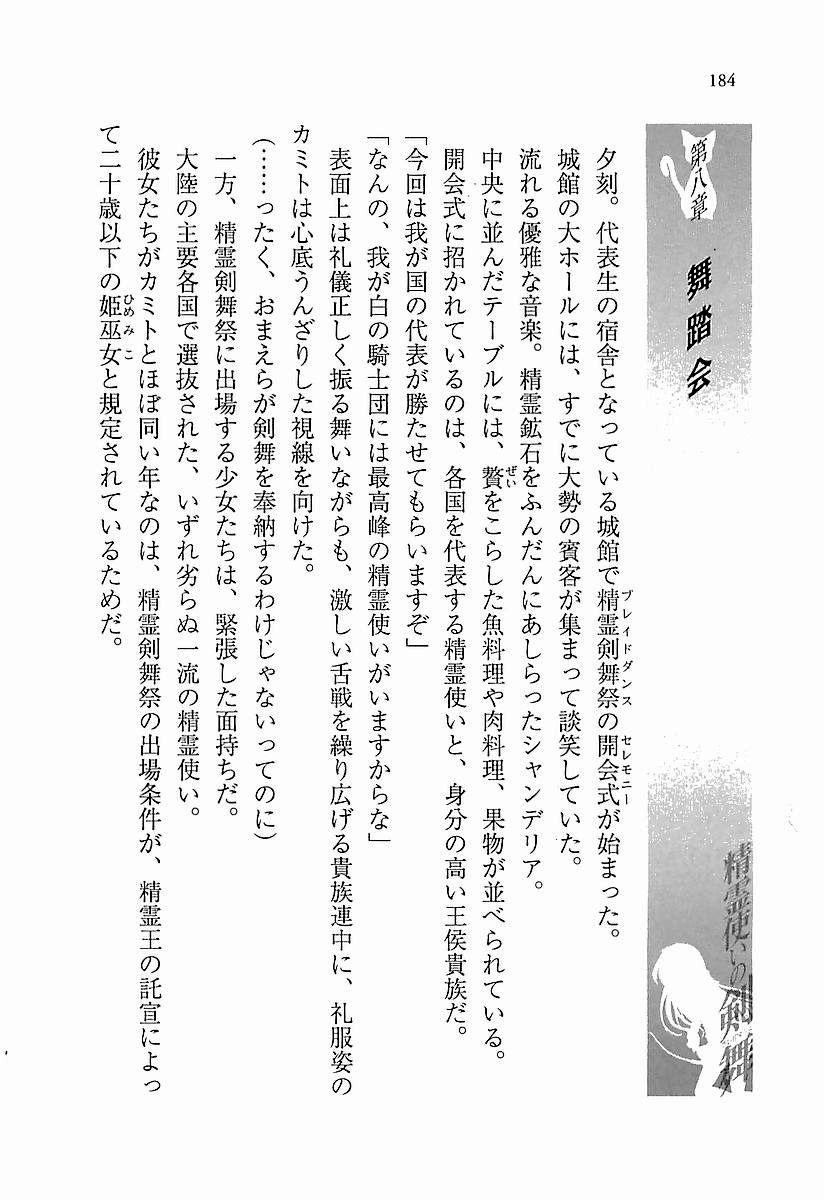 184
第八章 舞踏会
精霊使いの剣舞
夕刻。代表生の宿舎となっている城館で精霊剣舞祭の開会式が始まった。
ブレイドダンス
セレモニー
城館の大ホールには、すでに大勢の賓客が集まって談笑していた。
流れる優雅な音楽。精霊鉱石をふんだんにあしらったシャンデリア。
中央に並んだテーブルには、贅をこらした魚料理や肉料理、果物が並べられている。
ぜい
開会式に招かれているのは、各国を代表する精霊使いと、身分の高い王侯貴族だ。
「今回は我が国の代表が勝たせてもらいますぞ」
「なんの、我が白の騎士団には最高峰の精霊使いがいますからな」
表面上は礼儀正しく振る舞いながらも、激しい舌戦を繰り広げる貴族連中に、礼服姿の
カミトは心底うんざりした視線を向けた。
(……ったく、おまえらが剣舞を奉納するわけじゃないってのに)
一方、精霊剣舞祭に出場する少女たちは、緊張した面持ちだ。
大陸の主要各国で選抜された、いずれ劣らぬ一流の精霊使い。
彼女たちがカミトとほぼ同い年なのは、精霊剣舞祭の出場条件が、精霊王の託宣によっ
て二十歳以下の姫巫女と規定されているためだ。
ひめみこ